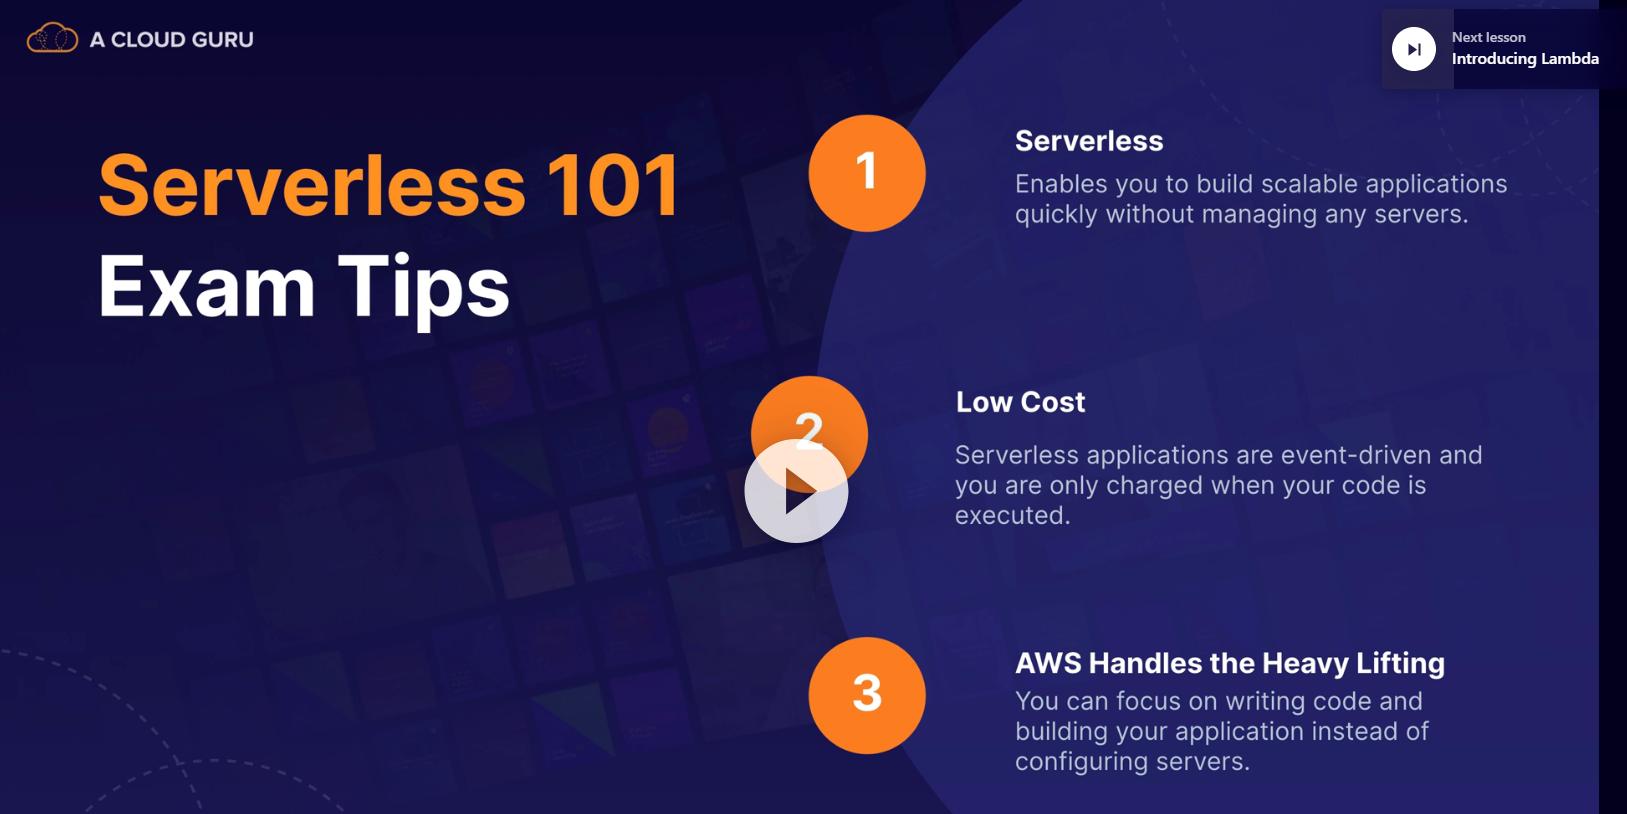 A CLOUD GURU
Next lesson
Introducing Lambda
Serverless 101
Exam Tips
1
Serverless
Enables you to build scalable applications
quickly without managing any servers.
2
Low Cost
Serverless applications are event-driven and
you are only charged when your code is
executed.
3
AWS Handles the Heavy Lifting
You can focus on writing code and
building your application instead of
configuring servers.